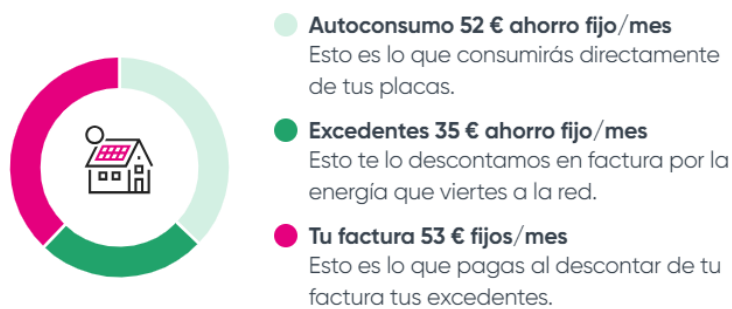 Autoconsumo 52 € ahorro fijo/mes
Esto es lo que consumirás directamente
de tus placas.
Excedentes 35 € ahorro fijo/mes
Esto te lo descontamos en factura por la
energía que viertes a la red.
Tu factura 53 € fijos/mes
Esto es lo que pagas al descontar de tu
factura tus excedentes.